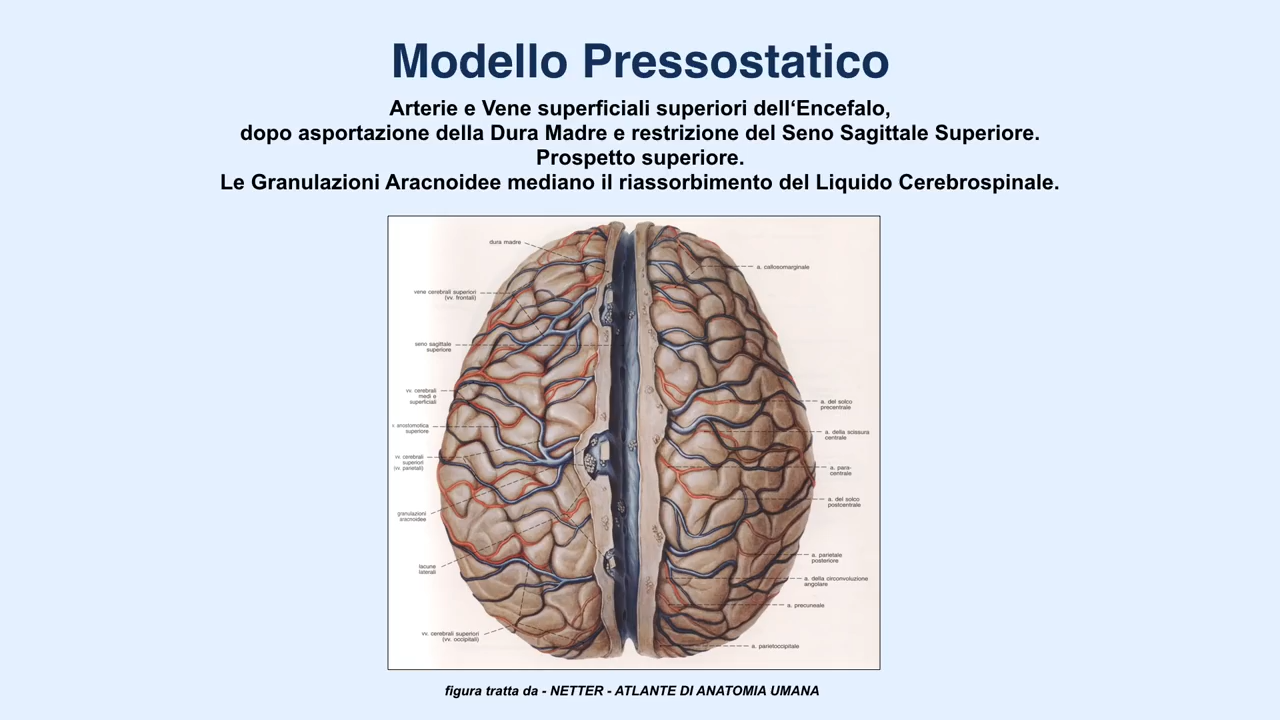 Modello Pressostatico
Arterie e Vene superficiali superiori dell‘Encefalo,
dopo asportazione della Dura Madre e restrizione del Seno Sagittale Superiore.
Prospetto superiore.
Le Granulazioni Aracnoidee mediano il riassorbimento del Liquido Cerebrospinale.
dura madre
vene cerebrali superiori
(vv. frontali)
seno sagittale
superiore
vv. cerebrali
medi e
superficiali
v. anastomotica
superiore
vv. cerebrali
superiori
(vv. parietali)
granulazioni
aracnoidee
lacune
laterali
vv. cerebrali superiori
(vv. occipitali)
a. callosomarginale
a. del solco
precentrale
a. della scissura
centrale
a. para-
centrale
a. del solco
postcentrale
a. parietale
posteriore
a. della circonvoluzione
angolare
a. precuneale
a. parietoccipitale
figura tratta da - NETTER - ATLANTE DI ANATOMIA UMANA